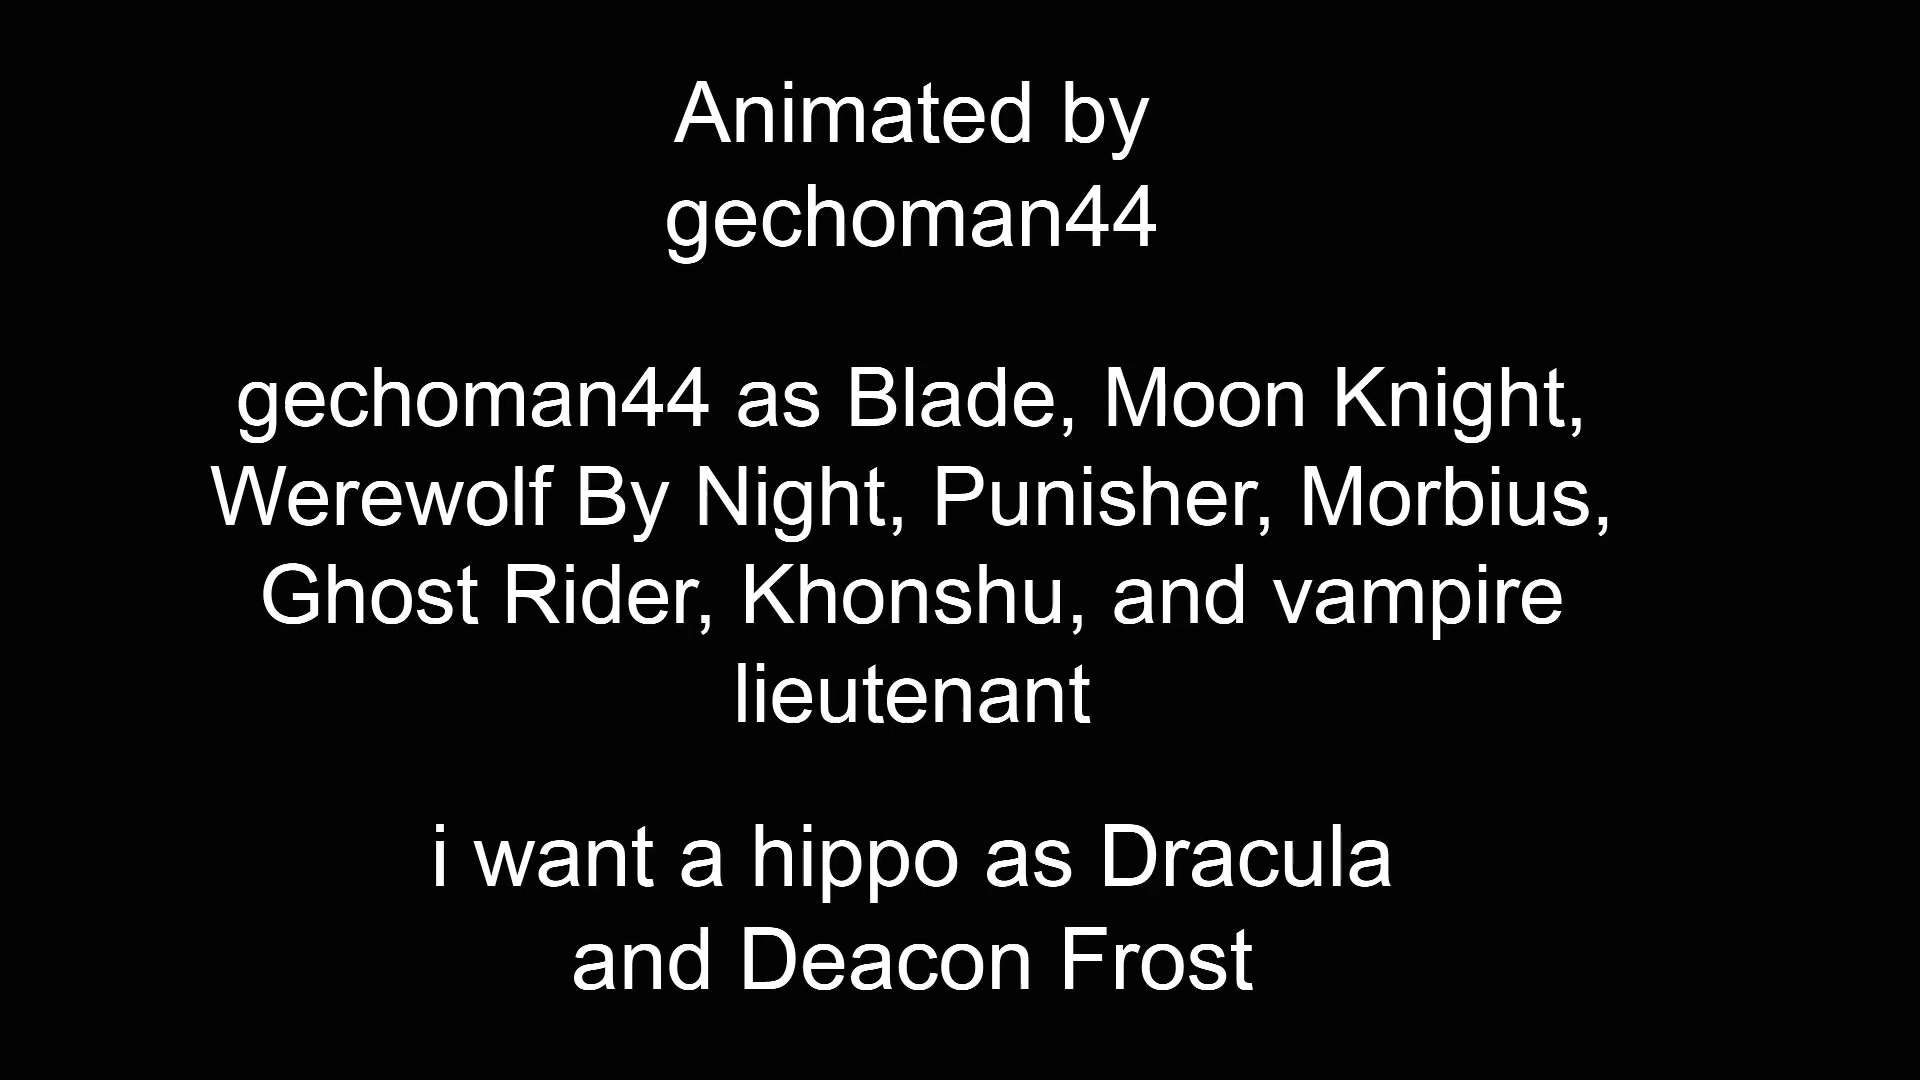 Animated by
gechoman44
gechoman44 as Blade, Moon Knight,
Werewolf By Night, Punisher, Morbius,
Ghost Rider, Khonshu, and vampire
lieutenant
i want a hippo as Dracula
and Deacon Frost